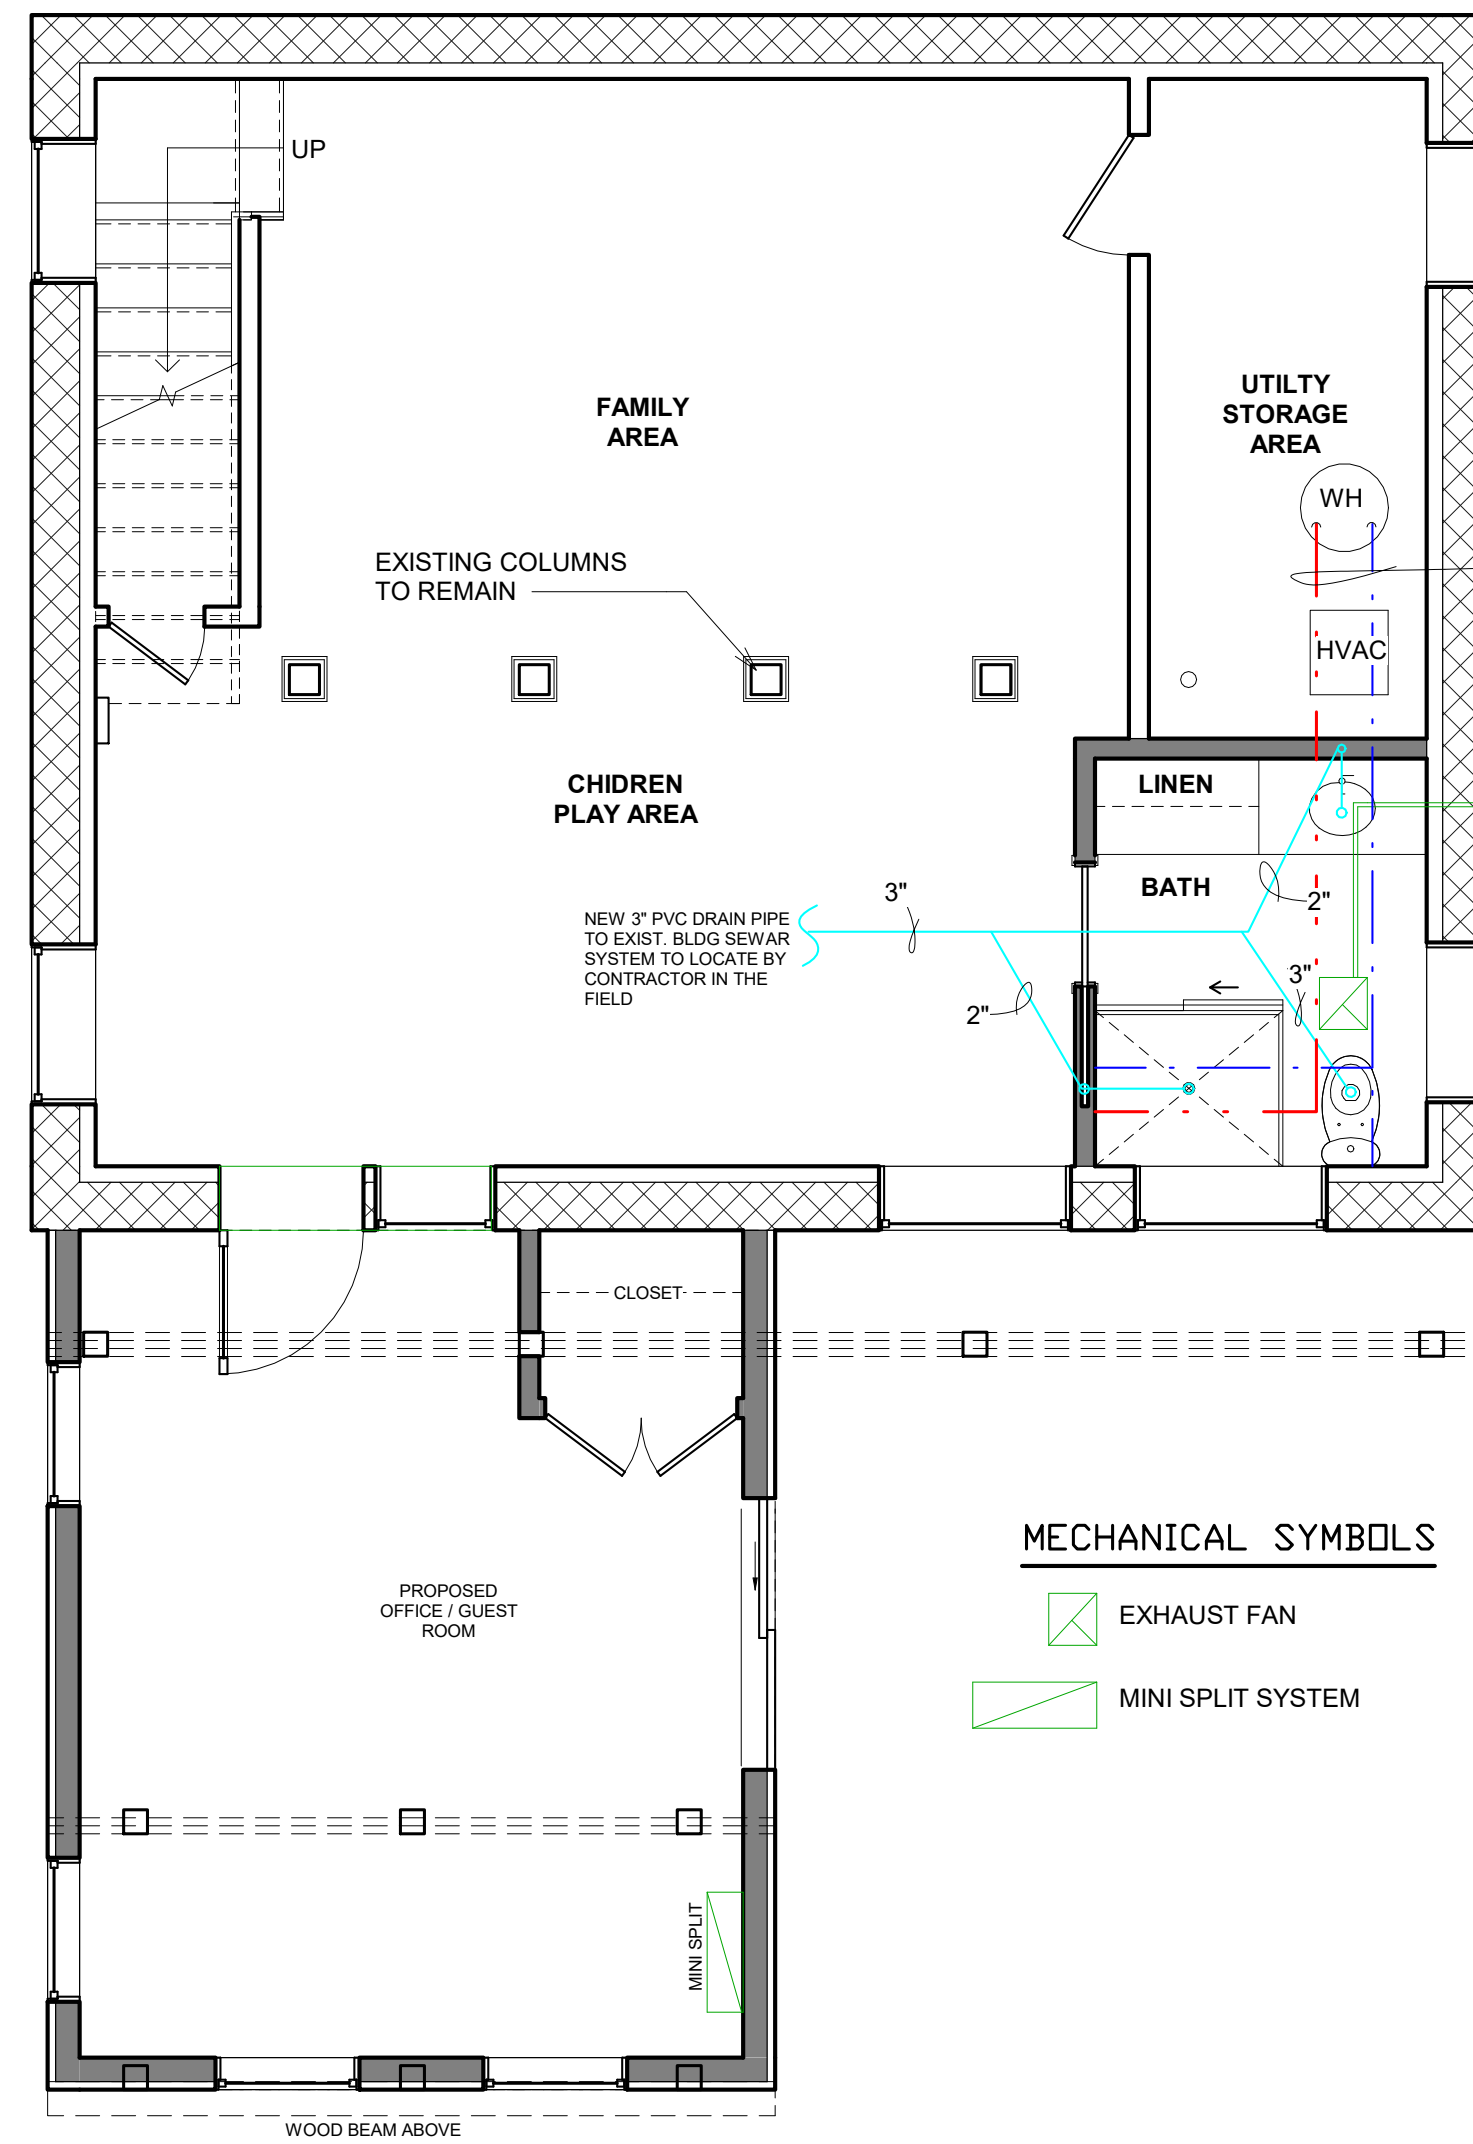 UP
FAMILY
AREA
UTILTY
STORAGE
AREA
WH
EXISTING COLUMNS
TO REMAIN
HVAC
CHIDREN
PLAY AREA
LINEN
BATH
3"
2"
NEW 3" PVC DRAIN PIPE
TO EXIST. BLDG SEWAR
SYSTEM TO LOCATE BY
CONTRACTOR IN THE
FIELD
3"
2"
CLOSET
MECHANICAL SYMBOLS
EXHAUST FAN
MINI SPLIT SYSTEM
PROPOSED
OFFICE / GUEST
ROOM
MINI SPLIT
WOOD BEAM ABOVE